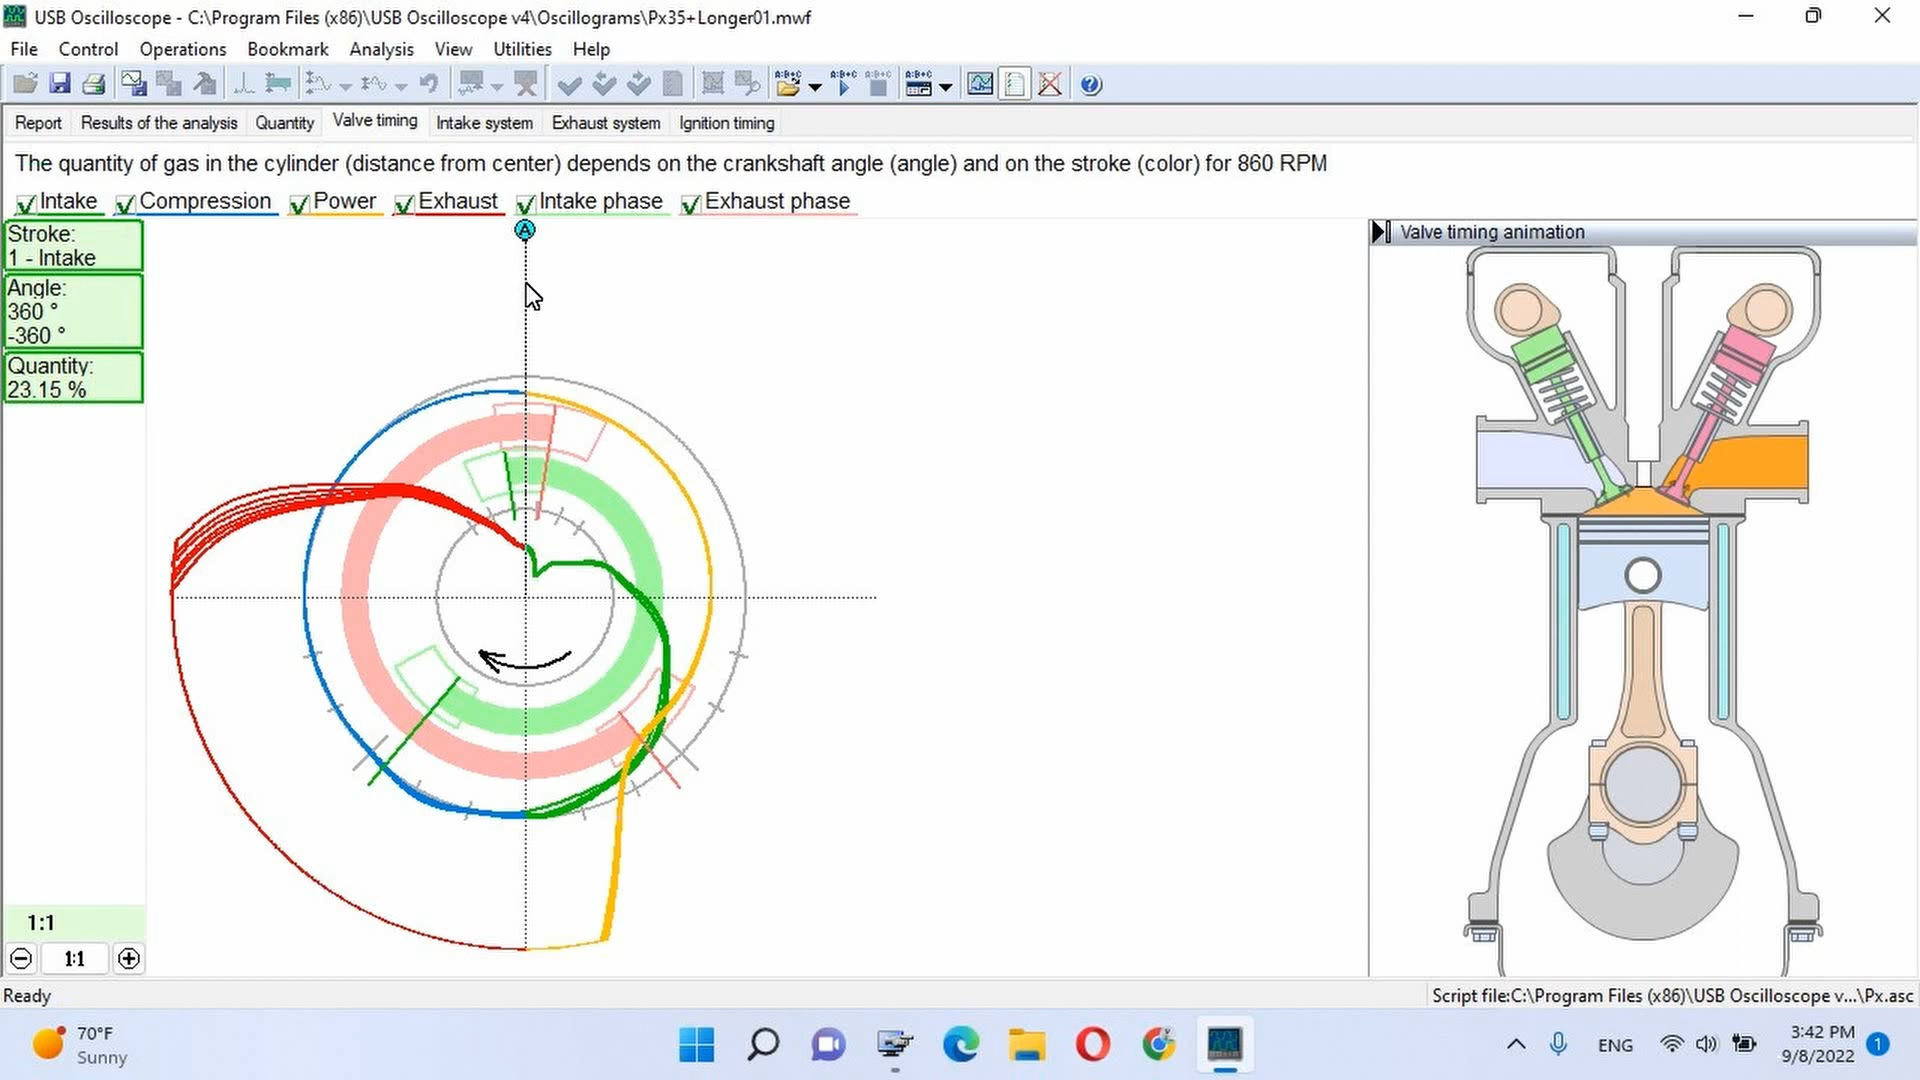 USB Oscilloscope - C:\Program Files (x86)\USB Oscilloscope v4\Oscillograms\Px35+Longer01.mwf
File Control Operations Bookmark Analysis View Utilities Help
A:B+C A:B+C A:B+C A:B+C
Report Results of the analysis Quantity Valve timing Intake system Exhaust system Ignition timing
The quantity of gas in the cylinder (distance from center) depends on the crankshaft angle (angle) and on the stroke (color) for 860 RPM
Intake Compression Power Exhaust Intake phase Exhaust phase
A
Stroke:
1 - Intake
Angle:
360 °
-360 °
Quantity:
23.15 %
Valve timing animation
1:1
1:1
Ready
Script file:C:\Program Files (x86)\USB Oscilloscope v...\Px.asc
70°F
Sunny
ENG
3:42 PM
9/8/2022
1